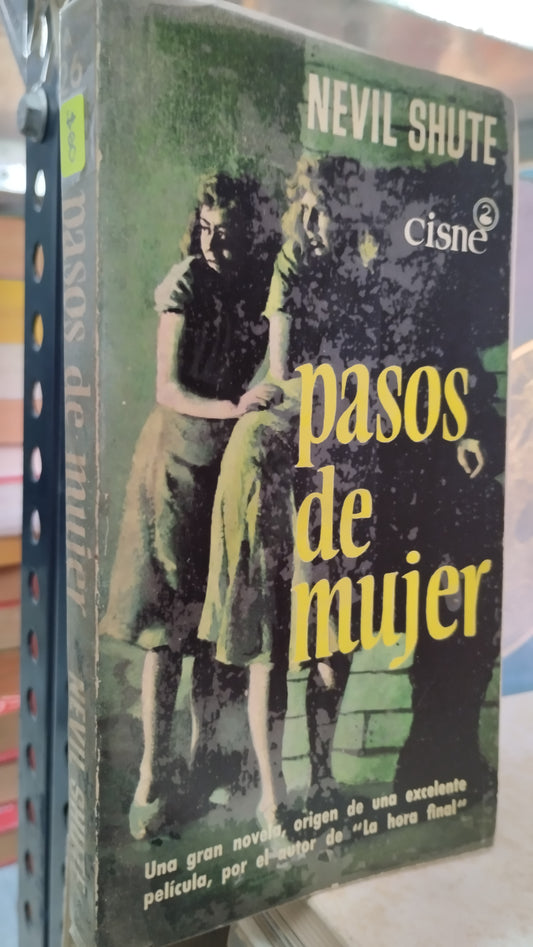 NEVIL SHUTE
cisne 2
pasos
de
mujer
Una gran novela, origen de una excelente
película, por el autor de "La hora final"
pasos de mujer NEVIL SHUTE